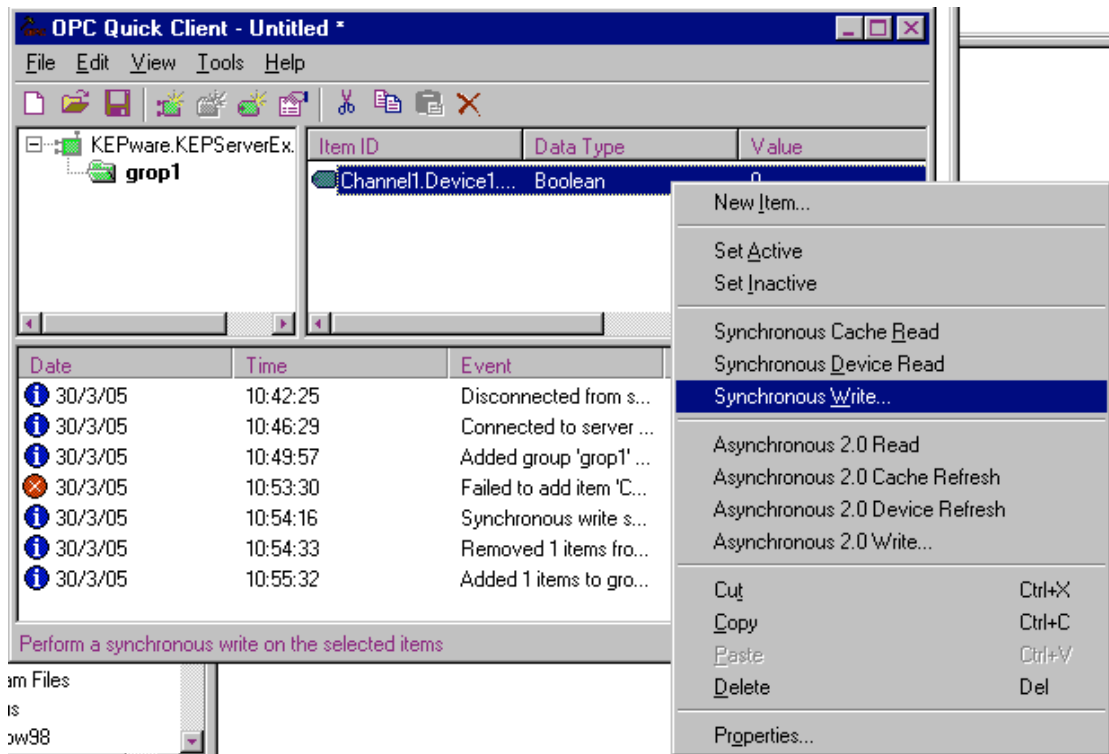 OPC Quick Client - Untitled *
File Edit View Tools Help
KEPware.KEPServerEx.
grop1
Item ID Data Type Value
Channel1.Device1.... Boolean 0
Date Time Event
30/3/05 10:42:25 Disconnected from s...
30/3/05 10:46:29 Connected to server ...
30/3/05 10:49:57 Added group 'grop1' ...
30/3/05 10:53:30 Failed to add item 'C...
30/3/05 10:54:16 Synchronous write s...
30/3/05 10:54:33 Removed 1 items fro...
30/3/05 10:55:32 Added 1 items to gro...
Perform a synchronous write on the selected items
New Item...
Set Active
Set Inactive
Synchronous Cache Read
Synchronous Device Read
Synchronous Write...
Asynchronous 2.0 Read
Asynchronous 2.0 Cache Refresh
Asynchronous 2.0 Device Refresh
Asynchronous 2.0 Write...
Cut Ctrl+X
Copy Ctrl+C
Paste Ctrl+V
Delete Del
Properties...
am Files
ow98